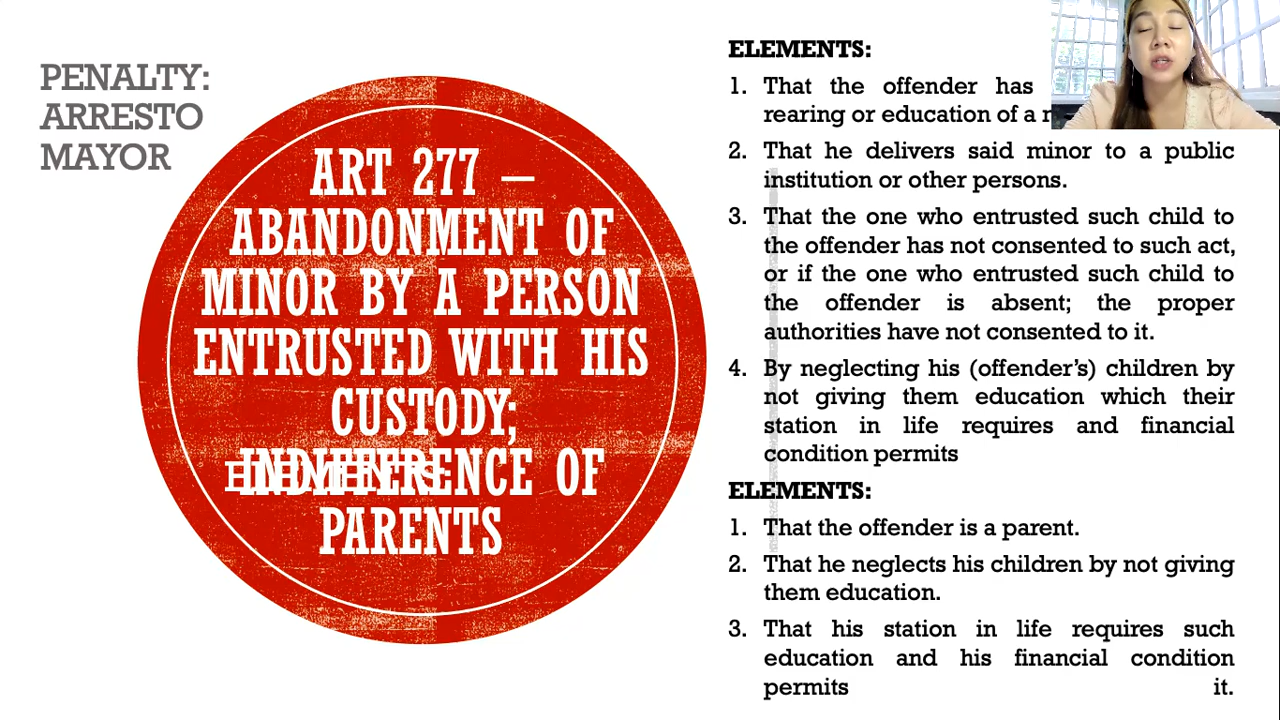 PENALTY:
ARRESTO
MAYOR
ART 277 –
ABANDONMENT OF
MINOR BY A PERSON
ENTRUSTED WITH HIS
CUSTODY;
INDIFFERENCE OF
PARENTS
ELEMENTS:
1. That the offender has
rearing or education of a
2. That he delivers said minor to a public
institution or other persons.
3. That the one who entrusted such child to
the offender has not consented to such act,
or if the one who entrusted such child to
the offender is absent; the proper
authorities have not consented to it.
4. By neglecting his (offender's) children by
not giving them education which their
station in life requires and financial
condition permits
ELEMENTS:
1. That the offender is a parent.
2. That he neglects his children by not giving
them education.
3. That his station in life requires such
education and his financial condition
permits it.